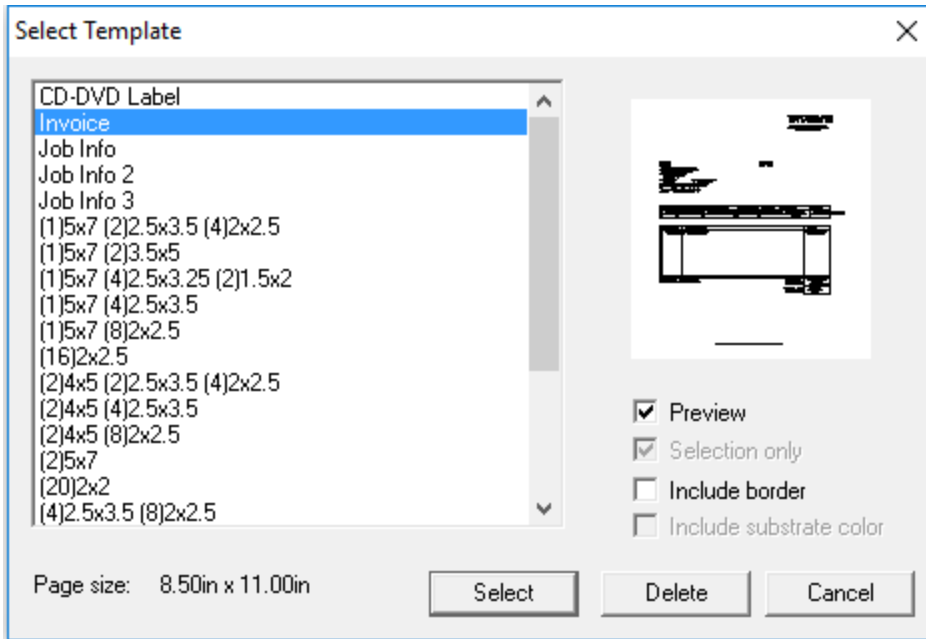 Select Template
CD-DVD Label
Invoice
Job Info
Job Info 2
Job Info 3
(1)5x7 (2)2.5x3.5 (4)2x2.5
(1)5x7 (2)3.5x5
(1)5x7 (4)2.5x3.25 (2)1.5x2
(1)5x7 (4)2.5x3.5
(1)5x7 (8)2x2.5
(16)2x2.5
(2)4x5 (2)2.5x3.5 (4)2x2.5
(2)4x5 (4)2.5x3.5
(2)4x5 (8)2x2.5
(2)5x7
(20)2x2
(4)2.5x3.5 (8)2x2.5
Preview
Selection only
Include border
Include substrate color
Page size: 8.50in x 11.00in
Select
Delete
Cancel